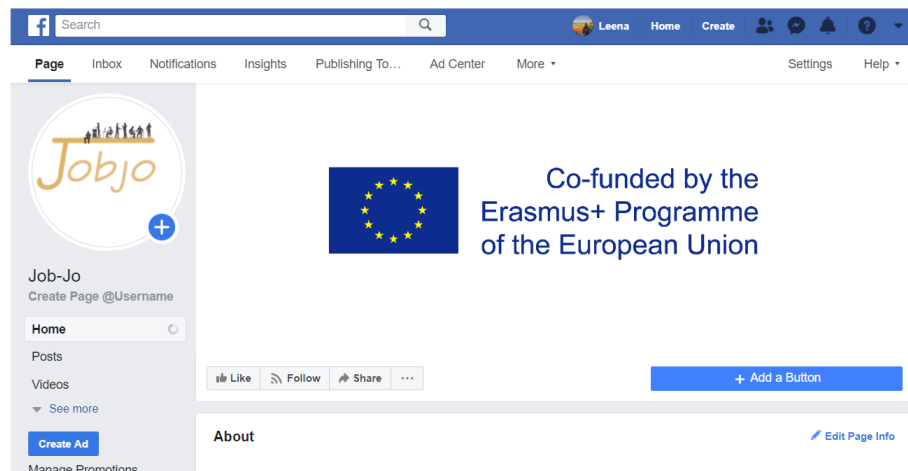 Search
Leena
Home
Create
Page
Inbox
Notifications
Insights
Publishing To…
Ad Center
More
Settings
Help
Jobjo
Co-funded by the
Erasmus+ Programme
of the European Union
Job-Jo
Create Page @Username
Home
Posts
Videos
See more
Like
Follow
Share
+ Add a Button
Create Ad
About
Edit Page Info
Manage Promotions